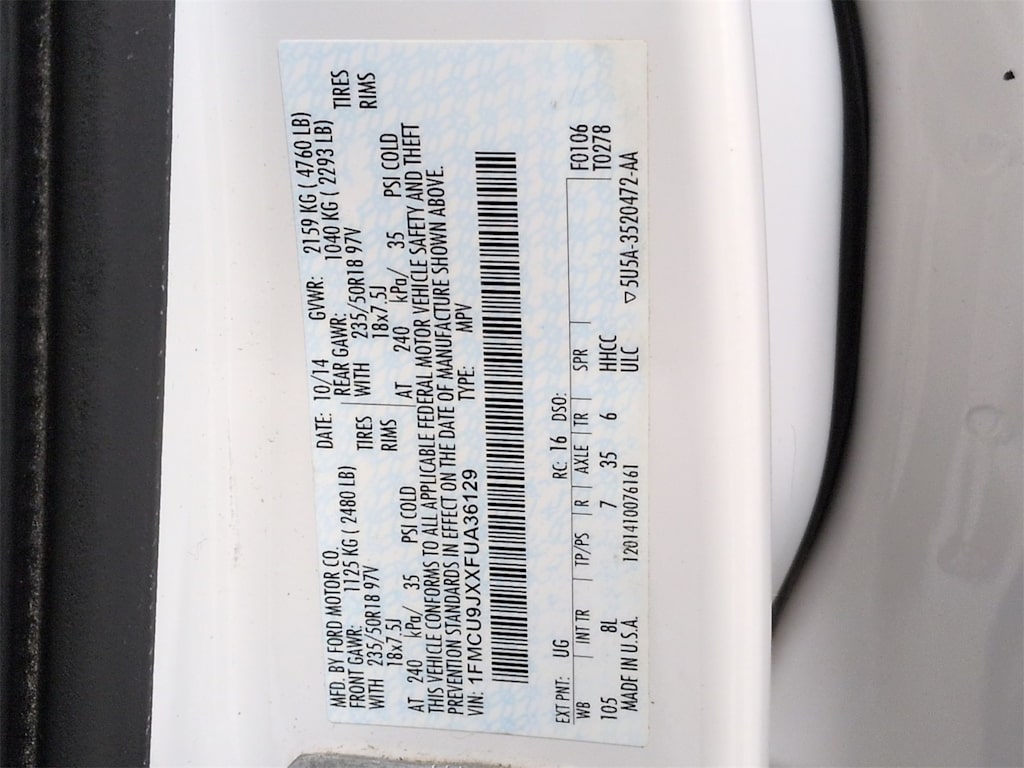 MFD. BY FORD MOTOR CO. DATE: 10/14 GVWR: 2159 KG ( 4760 LB)
FRONT GAWR: 1125 KG ( 2480 LB) REAR GAWR: 1040 KG ( 2293 LB)
WITH 235/50R18 97V TIRES WITH 235/50R18 97V TIRES
18x7.5J RIMS 18x7.5J RIMS
AT 240 kPa/ 35 PSI COLD AT 240 kPa/ 35 PSI COLD
THIS VEHICLE CONFORMS TO ALL APPLICABLE FEDERAL MOTOR VEHICLE SAFETY AND THEFT
PREVENTION STANDARDS IN EFFECT ON THE DATE OF MANUFACTURE SHOWN ABOVE.
VIN: 1FMCU9JXXFUA36129 TYPE: MPV
EXT PNT: UG RC: 16 DSO: F0106
WB INT TR TP/PS R AXLE TR SPR T0278
105 8L 7 35 6 HHCC
MADE IN U.S.A. 12014100076161 ULC ▽5U5A-3520472-AA